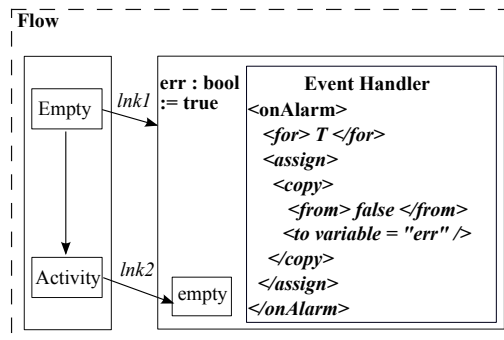 Flow
Empty
lnk1
Activity
lnk2
err : bool
:= true
empty
Event Handler
<onAlarm>
<for> T </for>
<assign>
<copy>
<from> false </from>
<to variable = "err" />
</copy>
</assign>
</onAlarm>